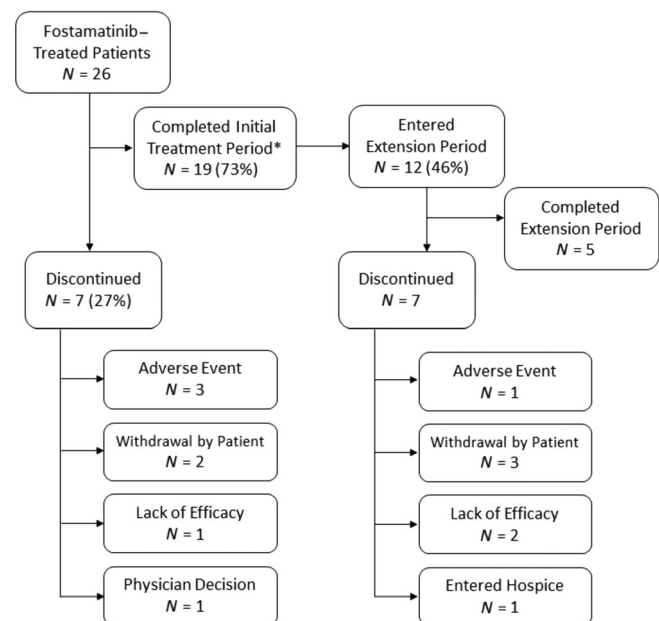 Fostamatinib–
Treated Patients
N = 26
Completed Initial
Treatment Period*
N = 19 (73%)
Entered
Extension Period
N = 12 (46%)
Completed
Extension Period
N = 5
Discontinued
N = 7 (27%)
Discontinued
N = 7
Adverse Event
N = 3
Withdrawal by Patient
N = 2
Lack of Efficacy
N = 1
Physician Decision
N = 1
Adverse Event
N = 1
Withdrawal by Patient
N = 3
Lack of Efficacy
N = 2
Entered Hospice
N = 1